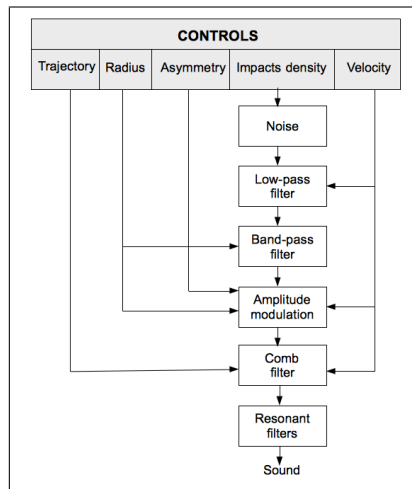 CONTROLS
Trajectory Radius Asymmetry Impacts density Velocity
Noise
Low-pass
filter
Band-pass
filter
Amplitude
modulation
Comb
filter
Resonant
filters
Sound